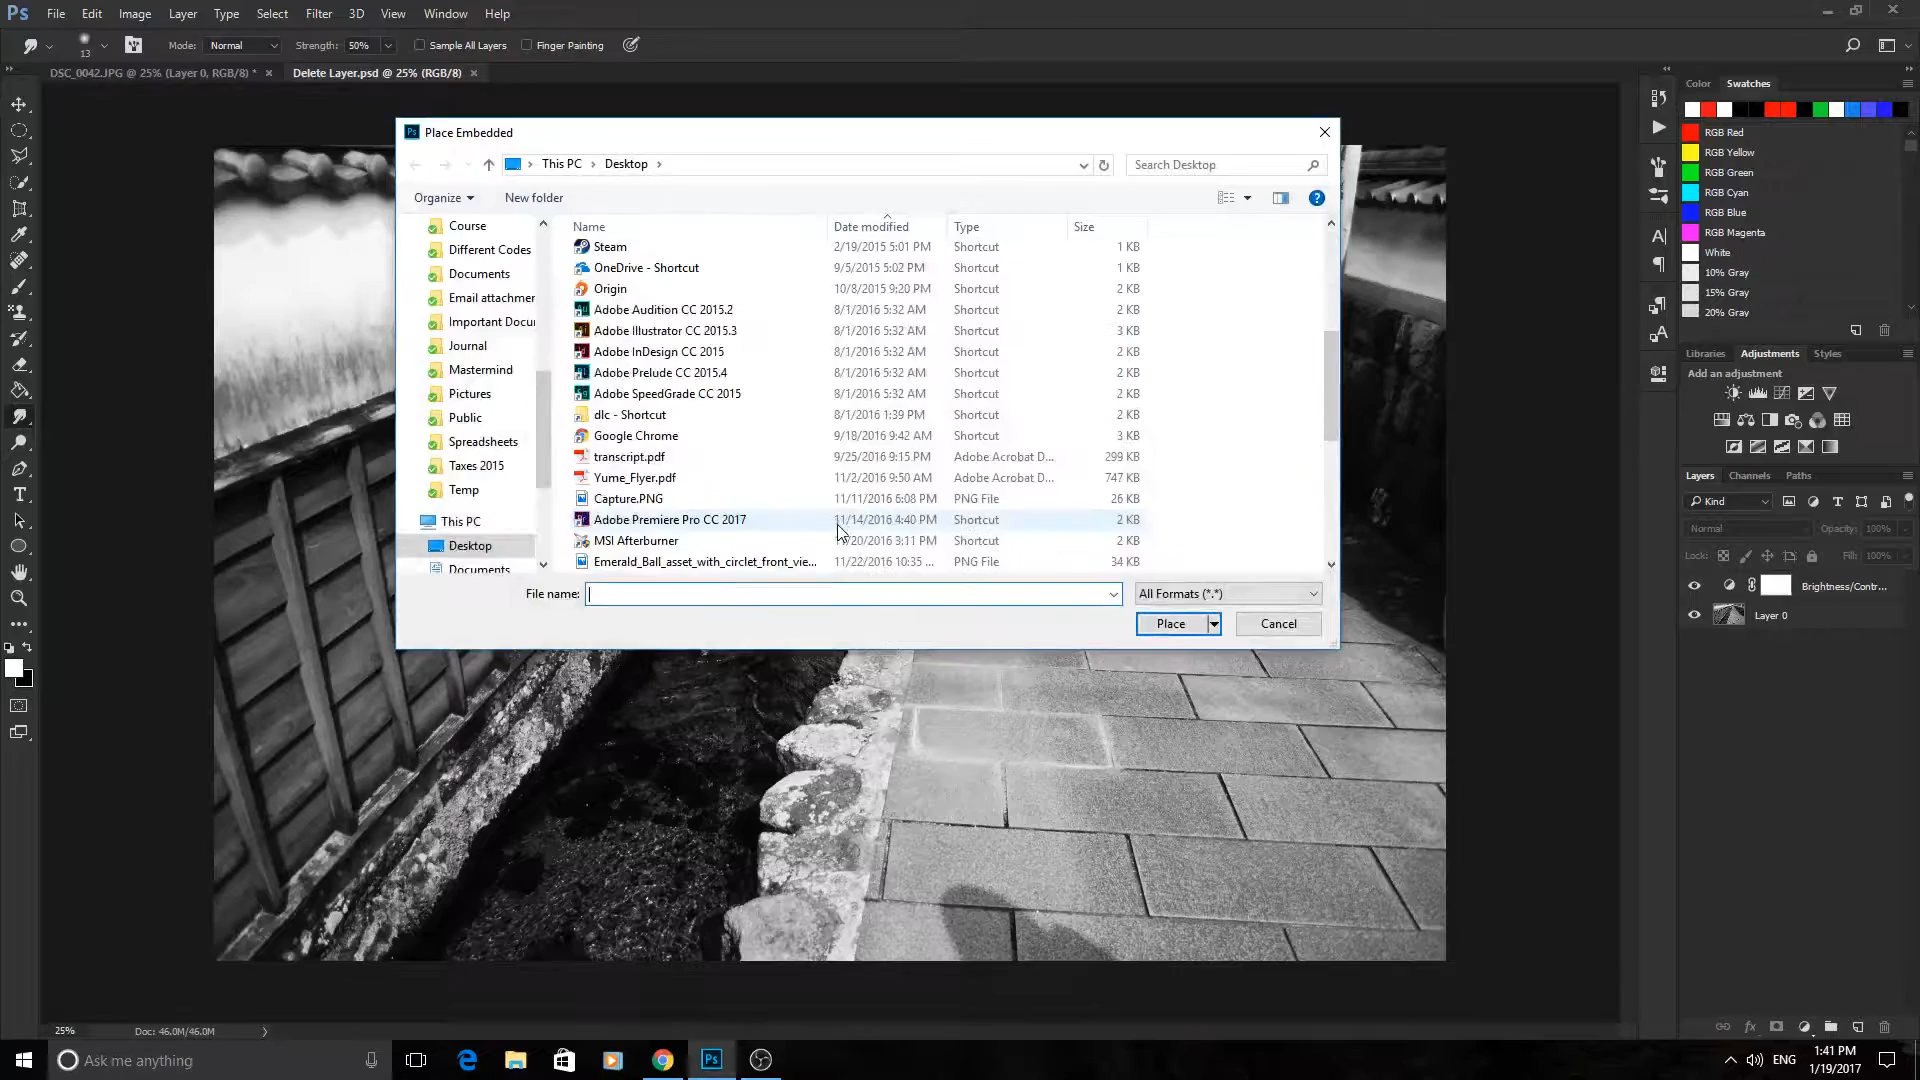 Ps File Edit Image Layer Type Select Filter 3D View Window Help
13 Mode: Normal Strength: 50% Sample All Layers Finger Painting
DSC_0042.JPG @ 25% (Layer 0, RGB/8) * Delete Layer.psd @ 25% (RGB/8)
Place Embedded
This PC Desktop Search Desktop
Organize New folder
Course
Different Codes
Documents
Email attachmer
Important Docu
Journal
Mastermind
Pictures
Public
Spreadsheets
Taxes 2015
Temp
This PC
Desktop
Documents
Name Date modified Type Size
Steam 2/19/2015 5:01 PM Shortcut 1 KB
OneDrive - Shortcut 9/5/2015 5:02 PM Shortcut 1 KB
Origin 10/8/2015 9:20 PM Shortcut 2 KB
Adobe Audition CC 2015.2 8/1/2016 5:32 AM Shortcut 2 KB
Adobe Illustrator CC 2015.3 8/1/2016 5:32 AM Shortcut 3 KB
Adobe InDesign CC 2015 8/1/2016 5:32 AM Shortcut 2 KB
Adobe Prelude CC 2015.4 8/1/2016 5:32 AM Shortcut 2 KB
Adobe SpeedGrade CC 2015 8/1/2016 5:32 AM Shortcut 2 KB
dlc - Shortcut 8/1/2016 1:39 PM Shortcut 2 KB
Google Chrome 9/18/2016 9:42 AM Shortcut 3 KB
transcript.pdf 9/25/2016 9:15 PM Adobe Acrobat D... 299 KB
Yume_Flyer.pdf 11/2/2016 9:50 AM Adobe Acrobat D... 747 KB
Capture.PNG 11/11/2016 6:08 PM PNG File 26 KB
Adobe Premiere Pro CC 2017 11/14/2016 4:40 PM Shortcut 2 KB
MSI Afterburner 11/20/2016 3:11 PM Shortcut 2 KB
Emerald_Ball_asset_with_circlet_front_vie... 11/22/2016 10:35 ... PNG File 34 KB
File name: All Formats (*.*)
Place Cancel
Color Swatches
RGB Red
RGB Yellow
RGB Green
RGB Cyan
RGB Blue
RGB Magenta
White
10% Gray
15% Gray
20% Gray
Libraries Adjustments Styles
Add an adjustment
Layers Channels Paths
Kind
Normal Opacity: 100%
Lock: Fill: 100%
Brightness/Contr...
Layer 0
25% Doc: 46.0M/46.0M
Ask me anything Ps ENG 1:41 PM
1/19/2017